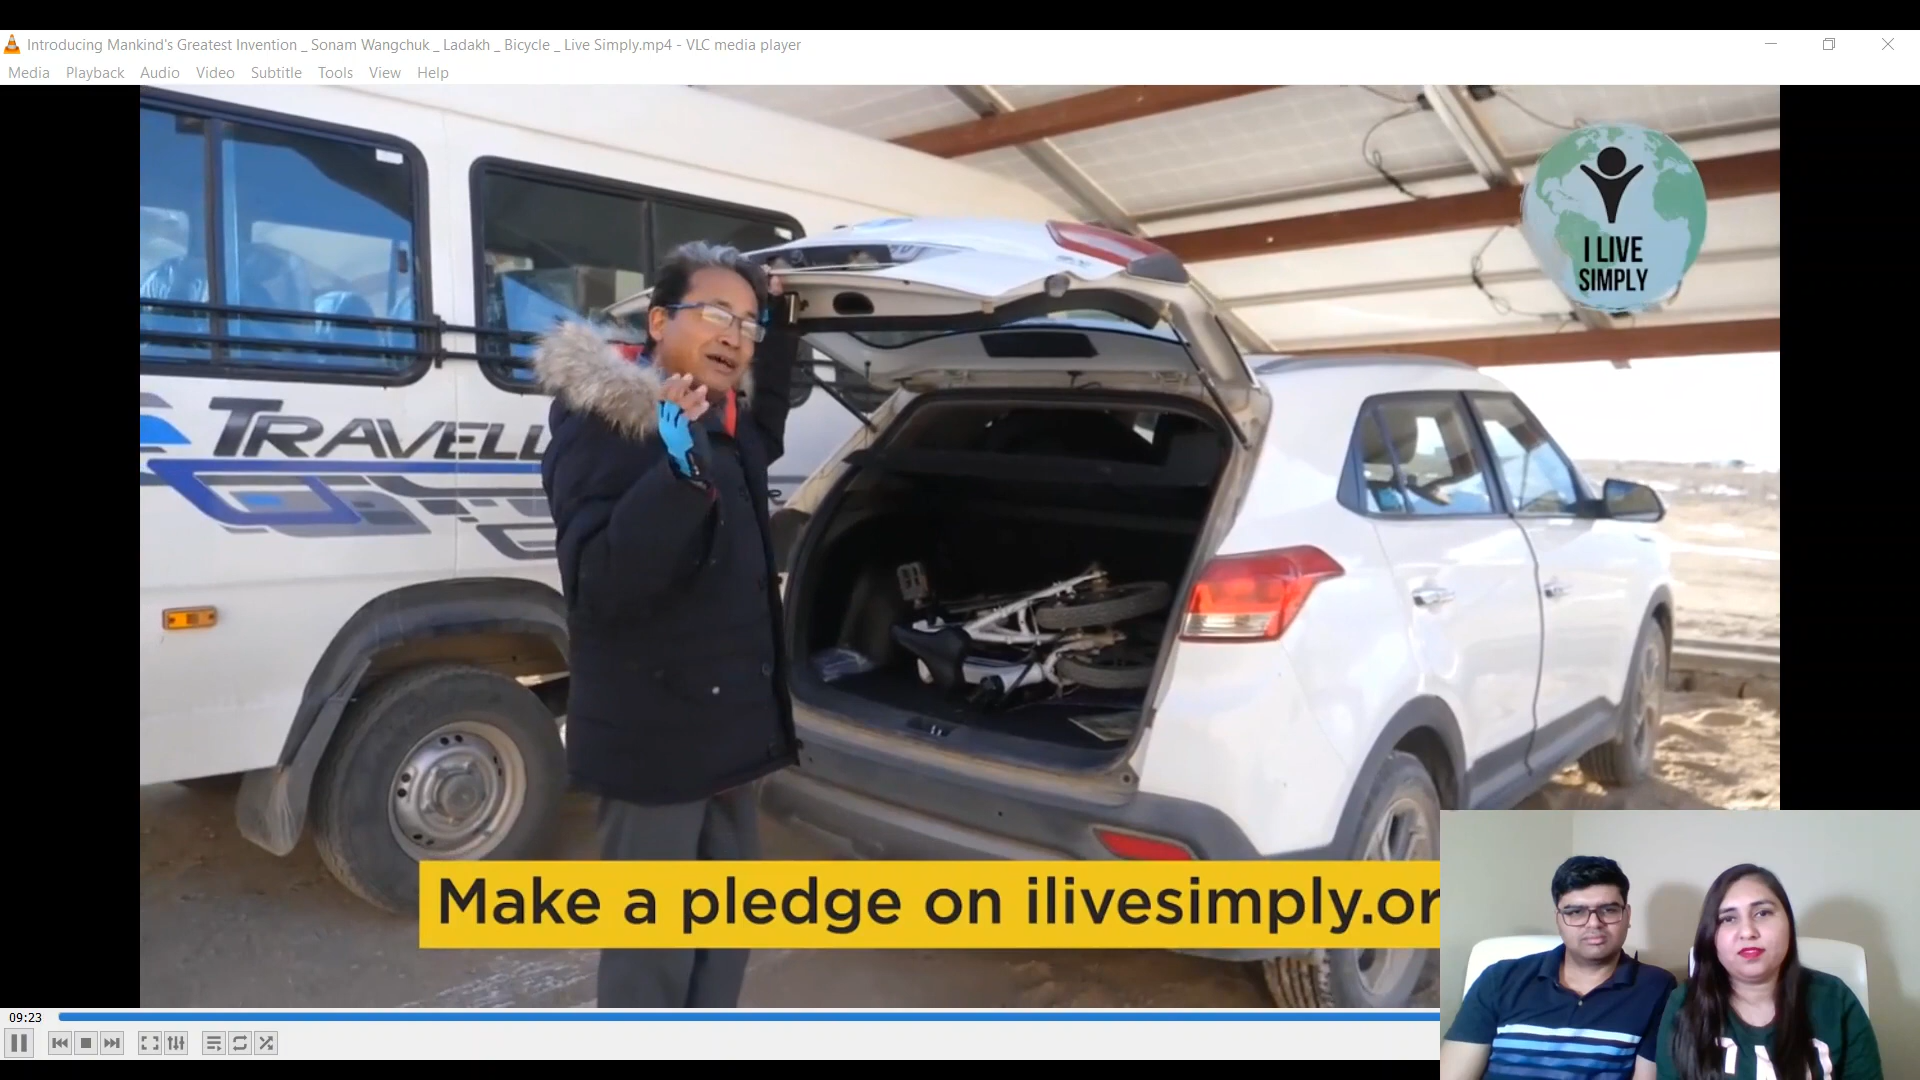 Introducing Mankind's Greatest Invention _ Sonam Wangchuk _ Ladakh _ Bicycle _ Live Simply.mp4 - VLC media player
Media Playback Audio Video Subtitle Tools View Help
I LIVE
SIMPLY
TRAVELL
Make a pledge on ilivesimply.or
09:23